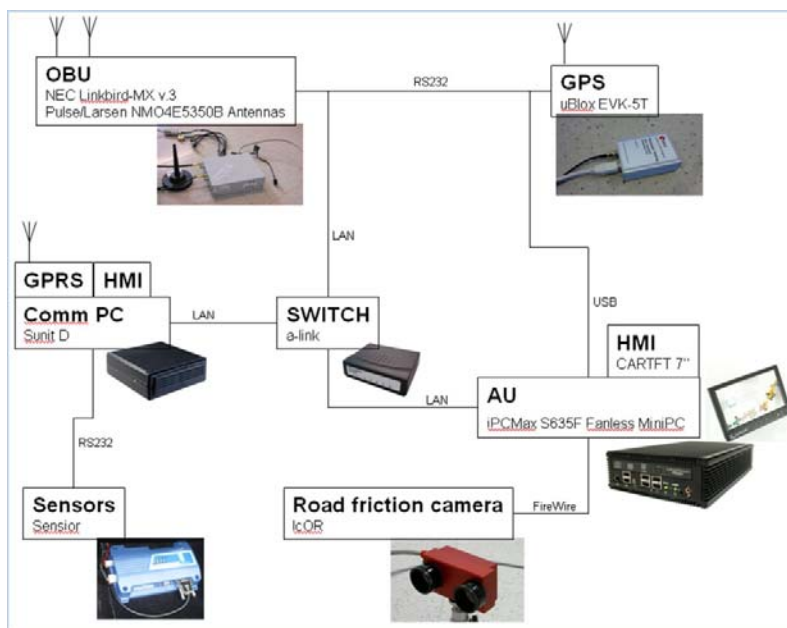 OBU
NEC Linkbird-MX v.3
Pulse/Larsen NMO4E5350B Antennas
RS232
GPS
uBlox EVK-5T
LAN
USB
GPRS
HMI
Comm PC
Sunit D
LAN
SWITCH
a-link
HMI
CARTFT 7"
LAN
AU
iPCMax S635F Fanless MiniPC
RS232
Sensors
Sensior
Road friction camera
IcOR
FireWire